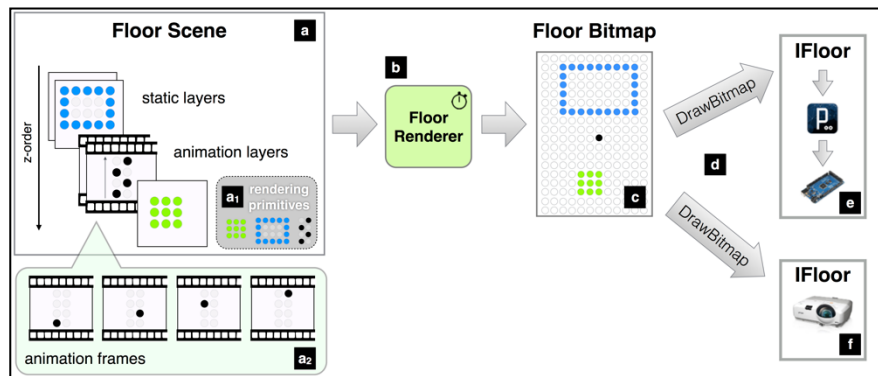 Floor Scene
a
z-order
static layers
animation layers
a1
rendering
primitives
animation frames
a2
b
Floor
Renderer
Floor Bitmap
c
DrawBitmap
d
DrawBitmap
IFloor
P
e
IFloor
f